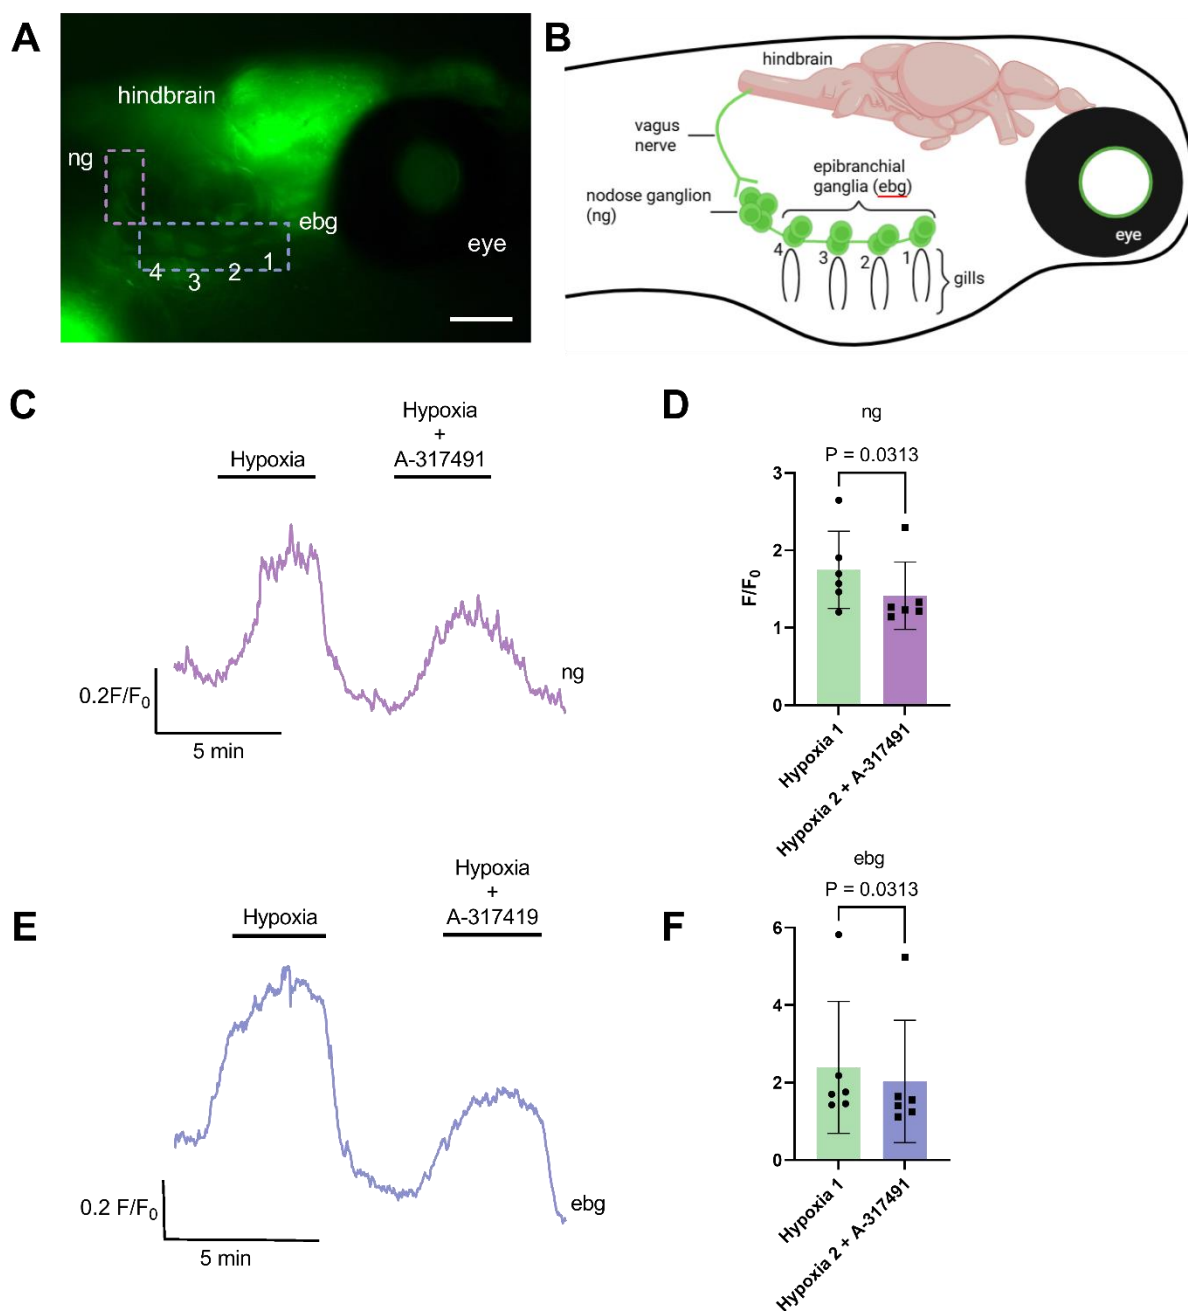 A
hindbrain
ng
ebg
eye
4
3
2
1
B
hindbrain
vagus
nerve
epibranchial
ganglia (ebg)
nodose ganglion
(ng)
4
3
2
1
gills
eye
C
Hypoxia
Hypoxia
+
A-317491
ng
0.2F/F0
5 min
D
ng
P = 0.0313
3
2
1
0
F/F0
Hypoxia 1
Hypoxia 2 + A-317491
E
Hypoxia
Hypoxia
+
A-317419
ebg
0.2 F/F0
5 min
F
ebg
P = 0.0313
6
4
2
0
Hypoxia 1
Hypoxia 2 + A-317491